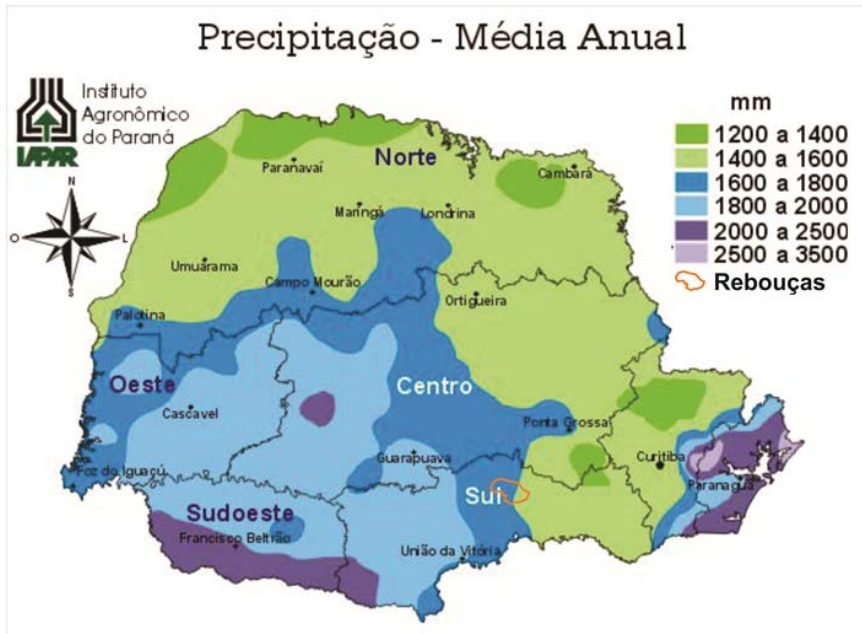 Precipitação - Média Anual
Instituto
Agronômico
do Paraná
IAPAR
N
O
L
S
mm
1200 a 1400
1400 a 1600
1600 a 1800
1800 a 2000
2000 a 2500
2500 a 3500
Rebouças
Paranavaí
Norte
Cambará
Maringá
Londrina
Umuarama
Campo Mourão
Ortigueira
Palotina
Oeste
Centro
Cascavel
Ponta Grossa
Guarapuava
Curitiba
Foz do Iguaçú
Paranaguá
Sul
Sudoeste
Francisco Beltrão
União da Vitória